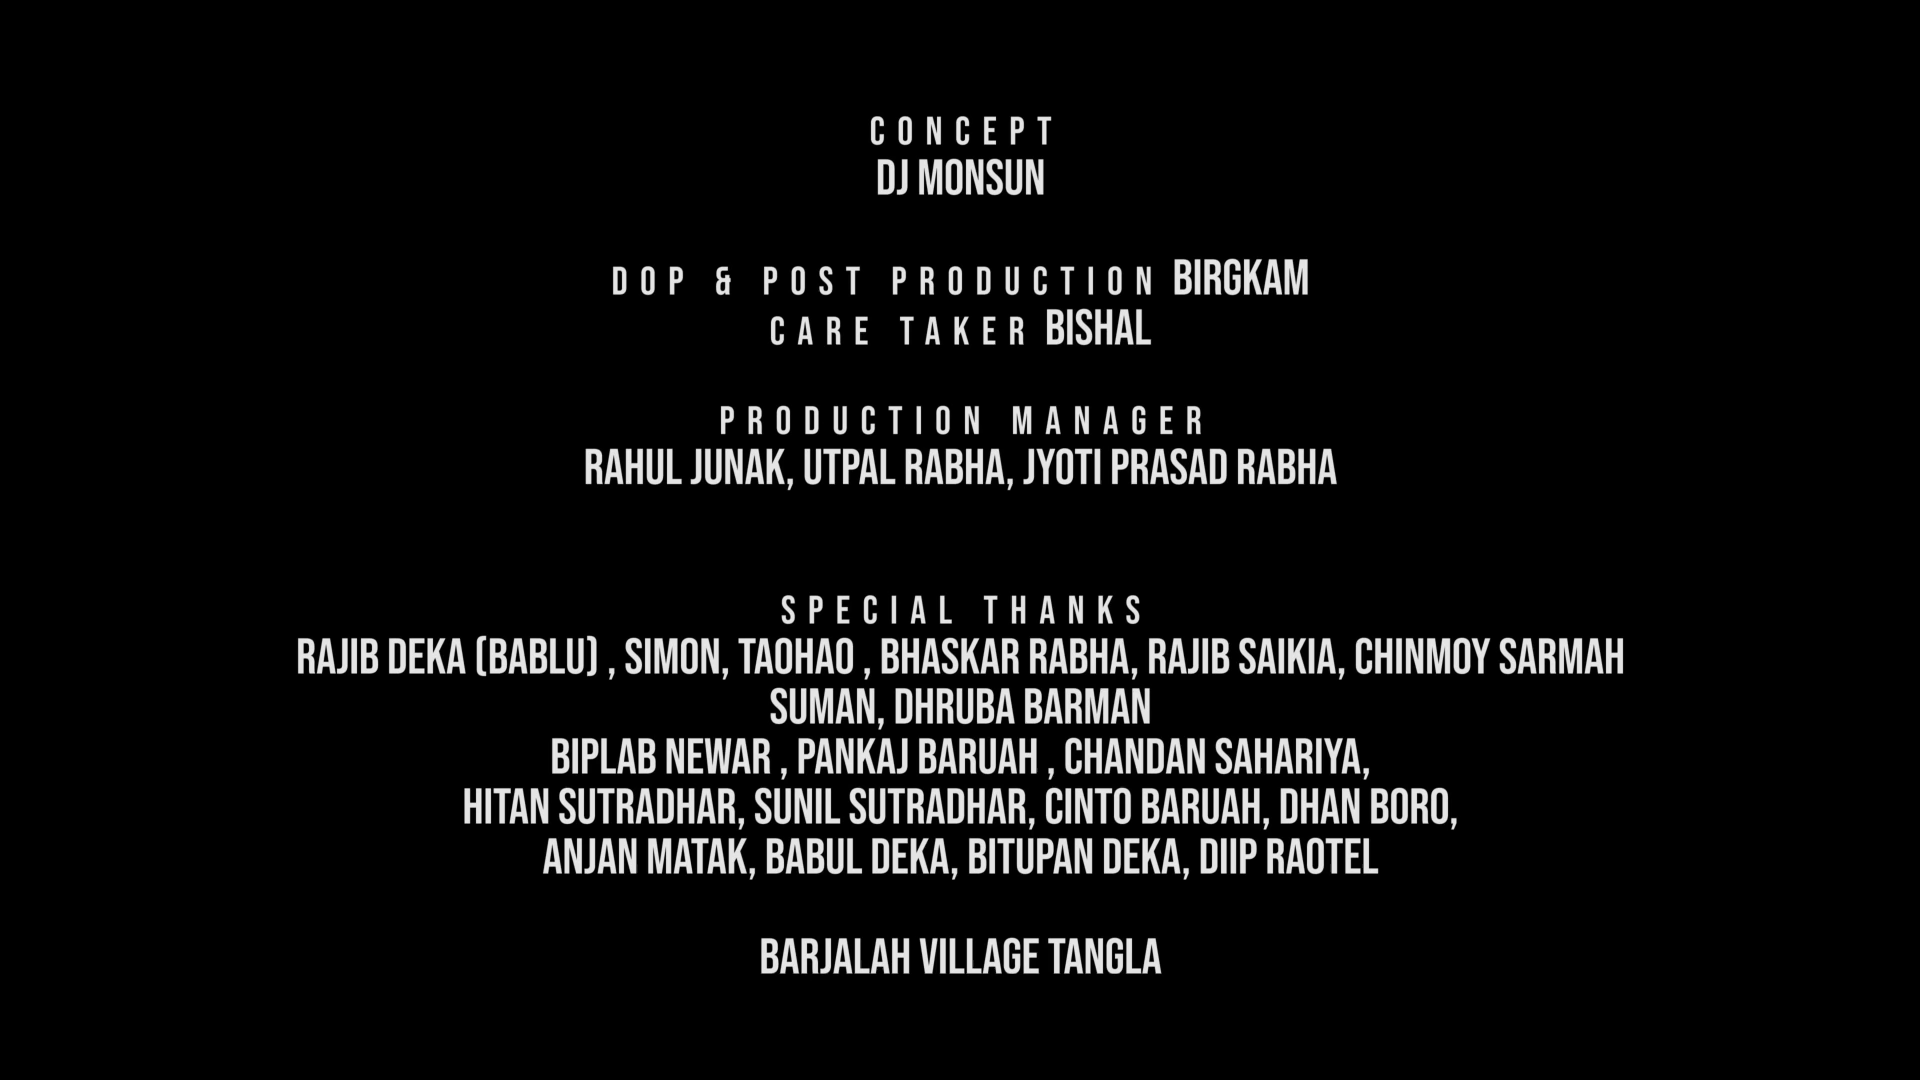 CONCEPT
DJ MONSUN
DOP & POST PRODUCTION BIRGKAM
CARE TAKER BISHAL
PRODUCTION MANAGER
RAHUL JUNAK, UTPAL RABHA, JYOTI PRASAD RABHA
SPECIAL THANKS
RAJIB DEKA (BABLU) , SIMON, TAOHAO , BHASKAR RABHA, RAJIB SAIKIA, CHINMOY SARMAH
SUMAN, DHRUBA BARMAN
BIPLAB NEWAR , PANKAJ BARUAH , CHANDAN SAHARIYA,
HITAN SUTRADHAR, SUNIL SUTRADHAR, CINTO BARUAH, DHAN BORO,
ANJAN MATAK, BABUL DEKA, BITUPAN DEKA, DIIP RAOTEL
BARJALAH VILLAGE TANGLA